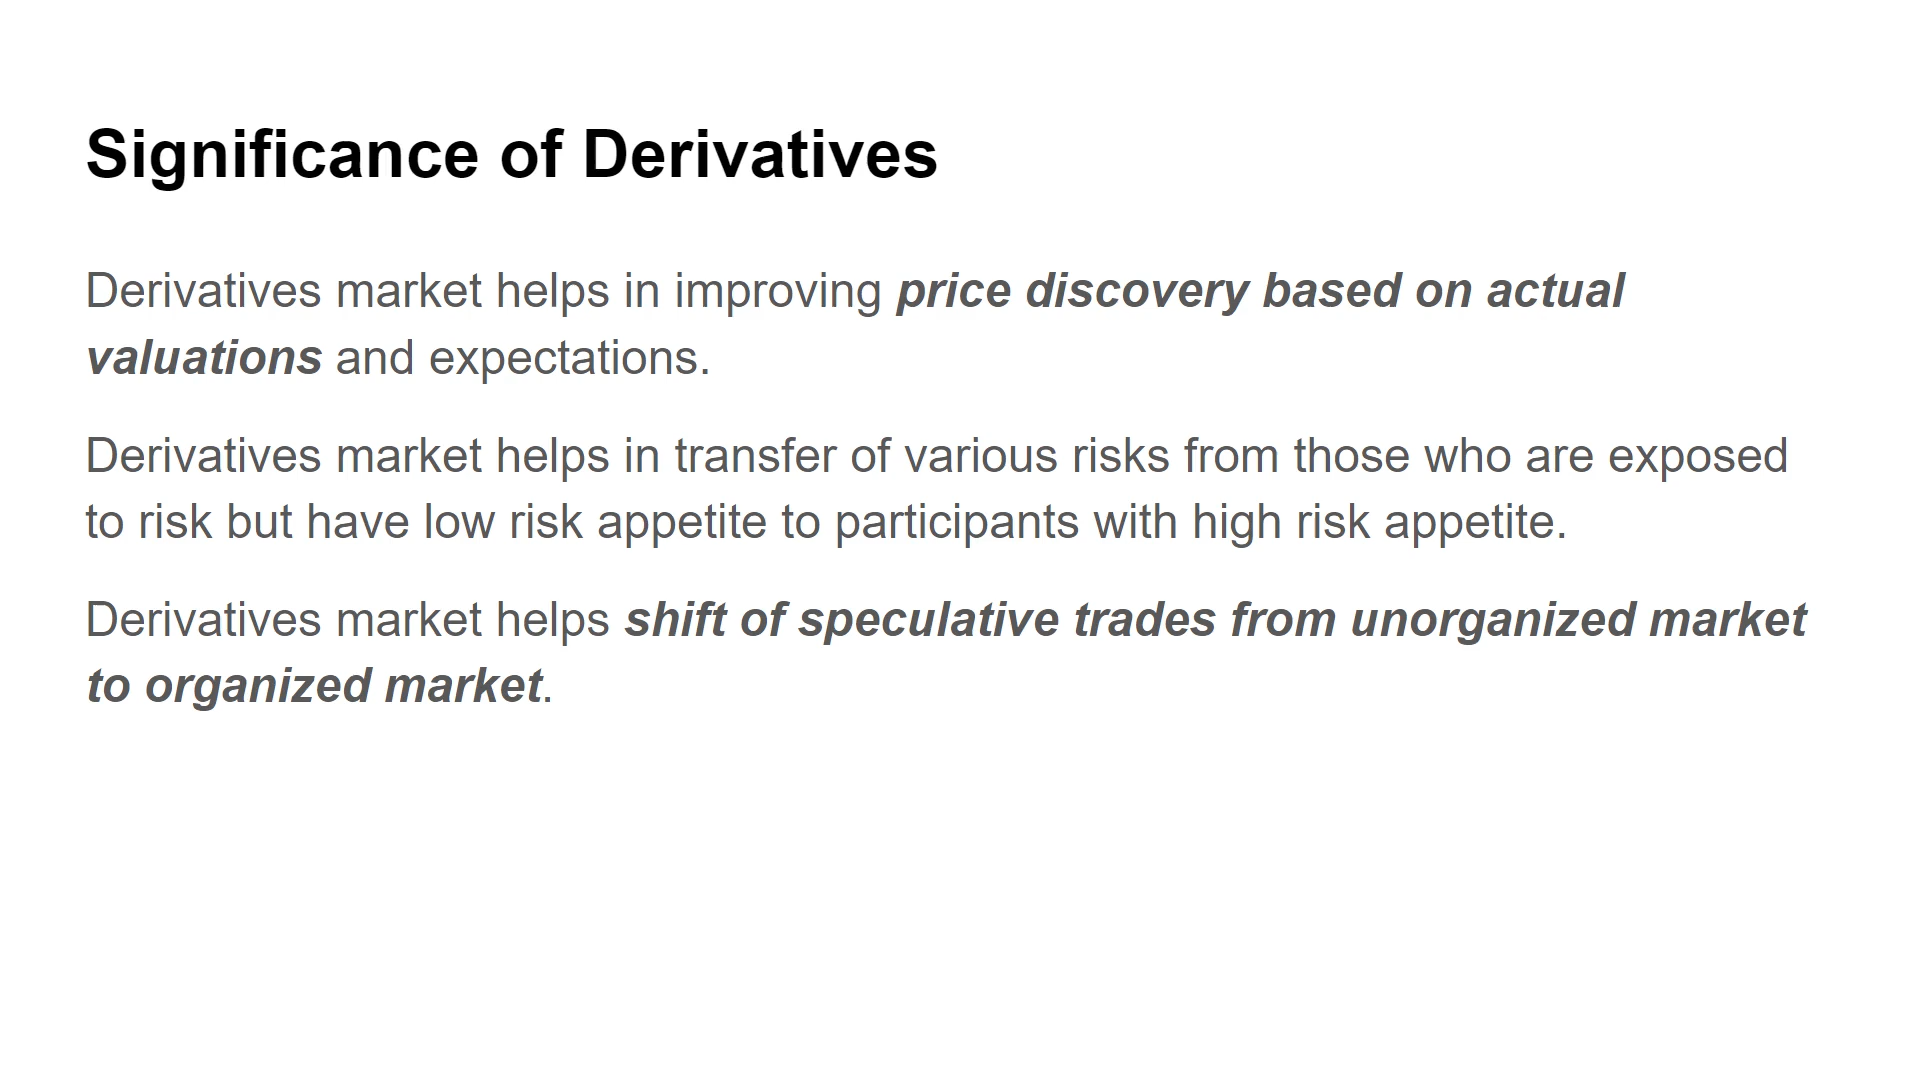 Significance of Derivatives
Derivatives market helps in improving price discovery based on actual
valuations and expectations.
Derivatives market helps in transfer of various risks from those who are exposed
to risk but have low risk appetite to participants with high risk appetite.
Derivatives market helps shift of speculative trades from unorganized market
to organized market.